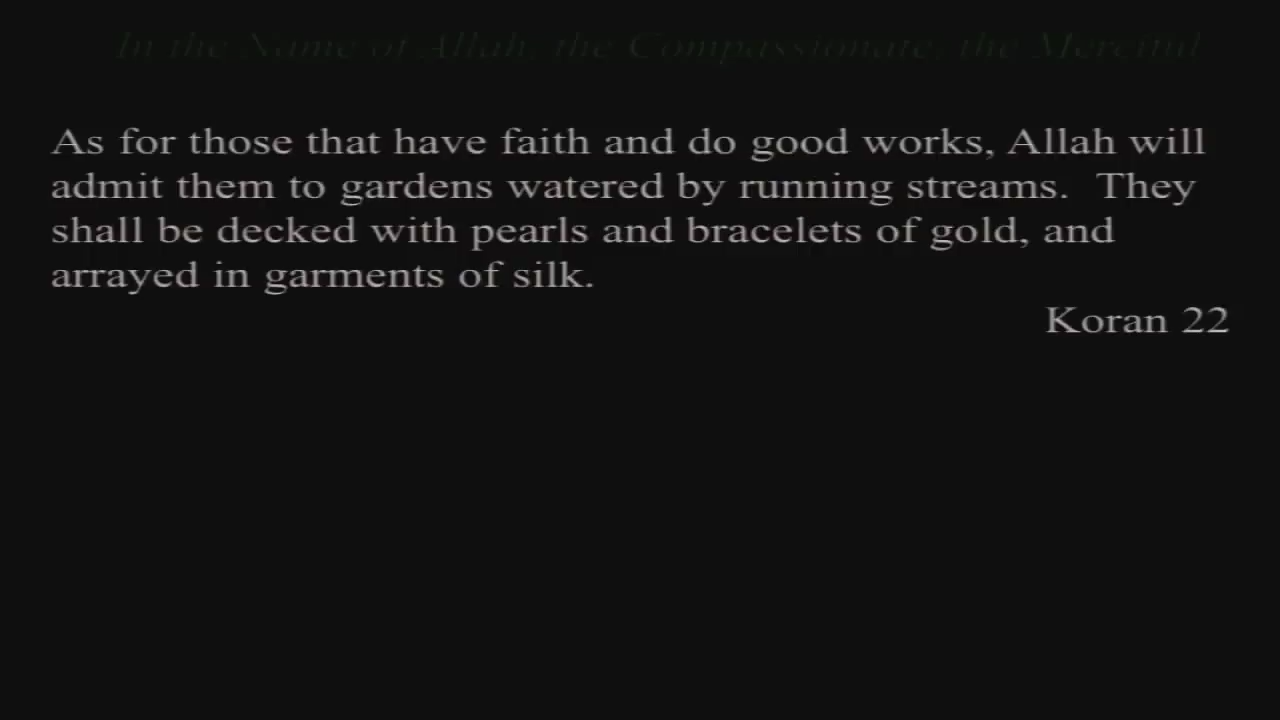 In the Name of Allah, the Compassionate, the Merciful
As for those that have faith and do good works, Allah will
admit them to gardens watered by running streams.  They
shall be decked with pearls and bracelets of gold, and
arrayed in garments of silk.
Koran 22